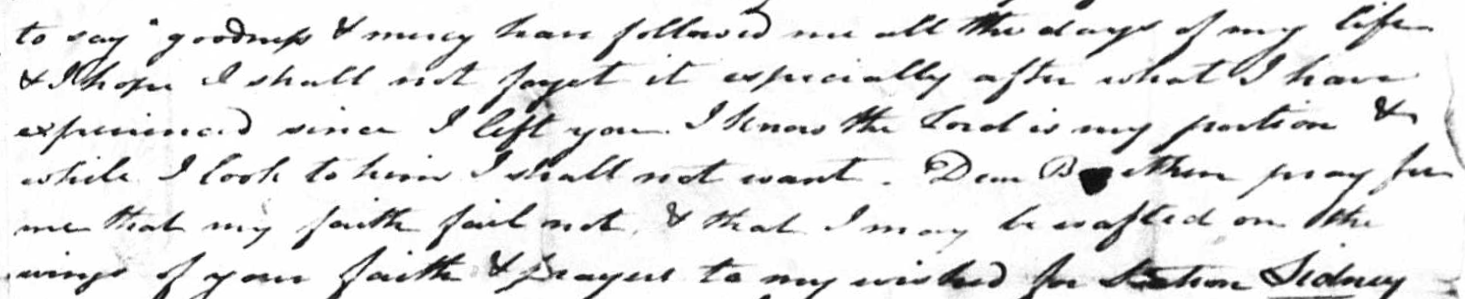 to say "goodness & mercy have followed me all the days of my life
& I hope I shall not forget it especially after what I have
experienced since I left you. I know the Lord is my portion &
while I look to him I shall not want. Dear Brethren pray for
me that my faith fail not, & that I may be wafted on the
wings of your faith & prayers to my wished for Station Sidney